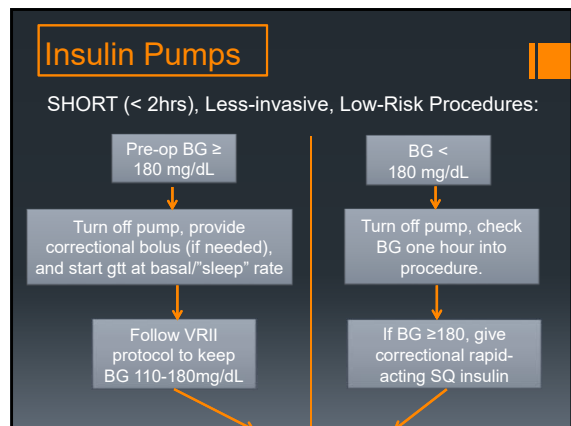 Insulin Pumps
SHORT (< 2hrs), Less-invasive, Low-Risk Procedures:
Pre-op BG ≥
180 mg/dL
Turn off pump, provide
correctional bolus (if needed),
and start gtt at basal/”sleep” rate
Follow VRII
protocol to keep
BG 110-180mg/dL
BG <
180 mg/dL
Turn off pump, check
BG one hour into
procedure.
If BG ≥180, give
correctional rapid-
acting SQ insulin